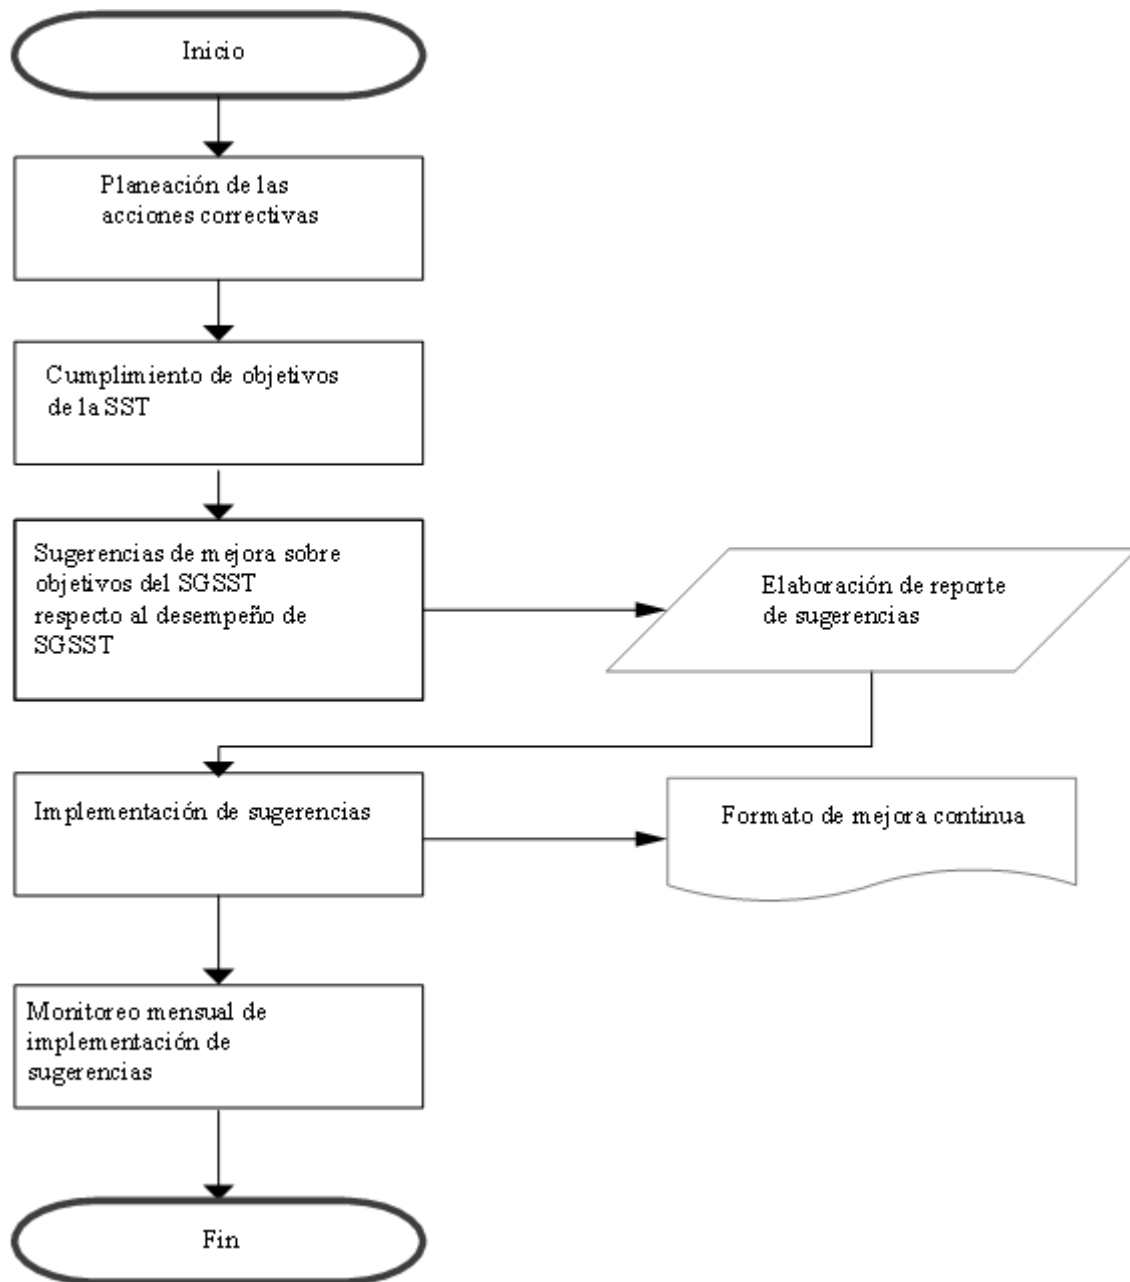 Inicio
Planeación de las
acciones correctivas
Cumplimiento de objetivos
de la SST
Sugerencias de mejora sobre
objetivos del SGSST
respecto al desempeño de
SGSST
Elaboración de reporte
de sugerencias
Implementación de sugerencias
Formato de mejora continua
Monitoreo mensual de
implementación de
sugerencias
Fin